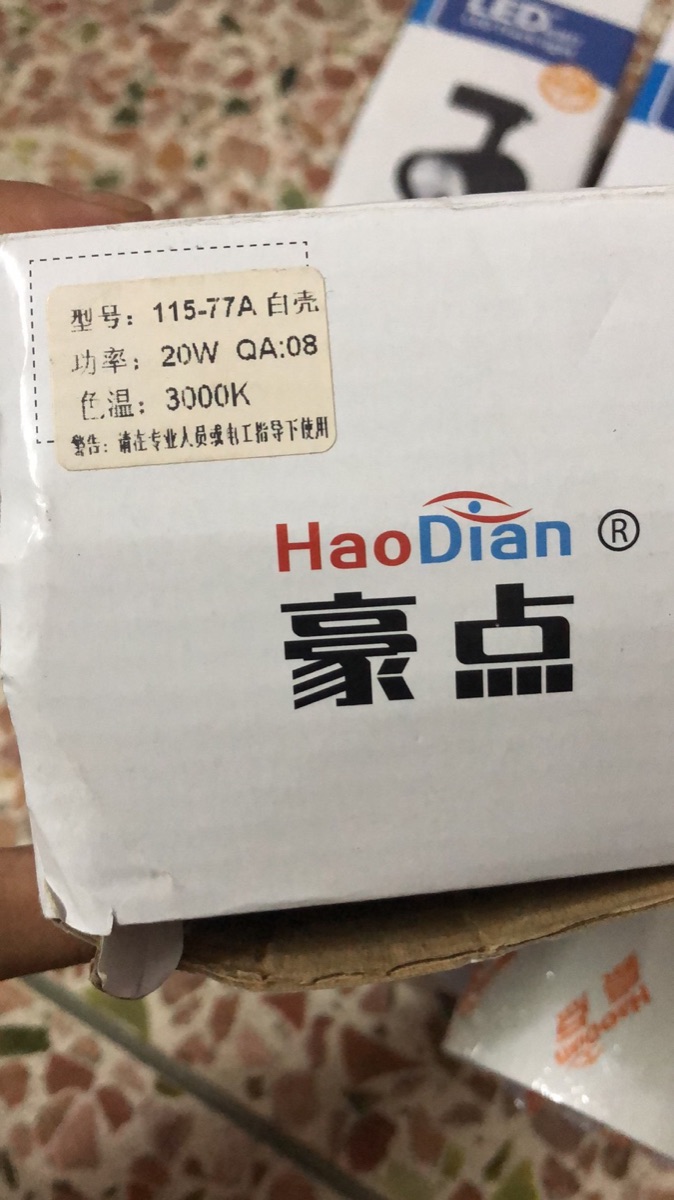 LED
型号：115-77A 白壳
功率：20W QA:08
色温：3000K
警告：请在专业人员或电工指导下使用
HaoDian ®
豪点